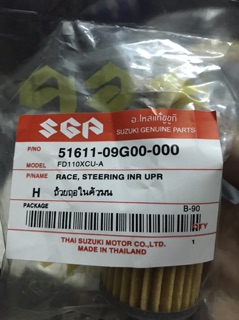 SGP
อะไหล่แท้ซูซูกิ
SUZUKI GENUINE PARTS
P/NO 51611-09G00-000
MODEL FD110XCU-A
P/NAME RACE, STEERING INR UPR
H ถ้วยคอในตัวบน
PACKAGE B-90
QTY
1
THAI SUZUKI MOTOR CO.,LTD.
MADE IN THAILAND